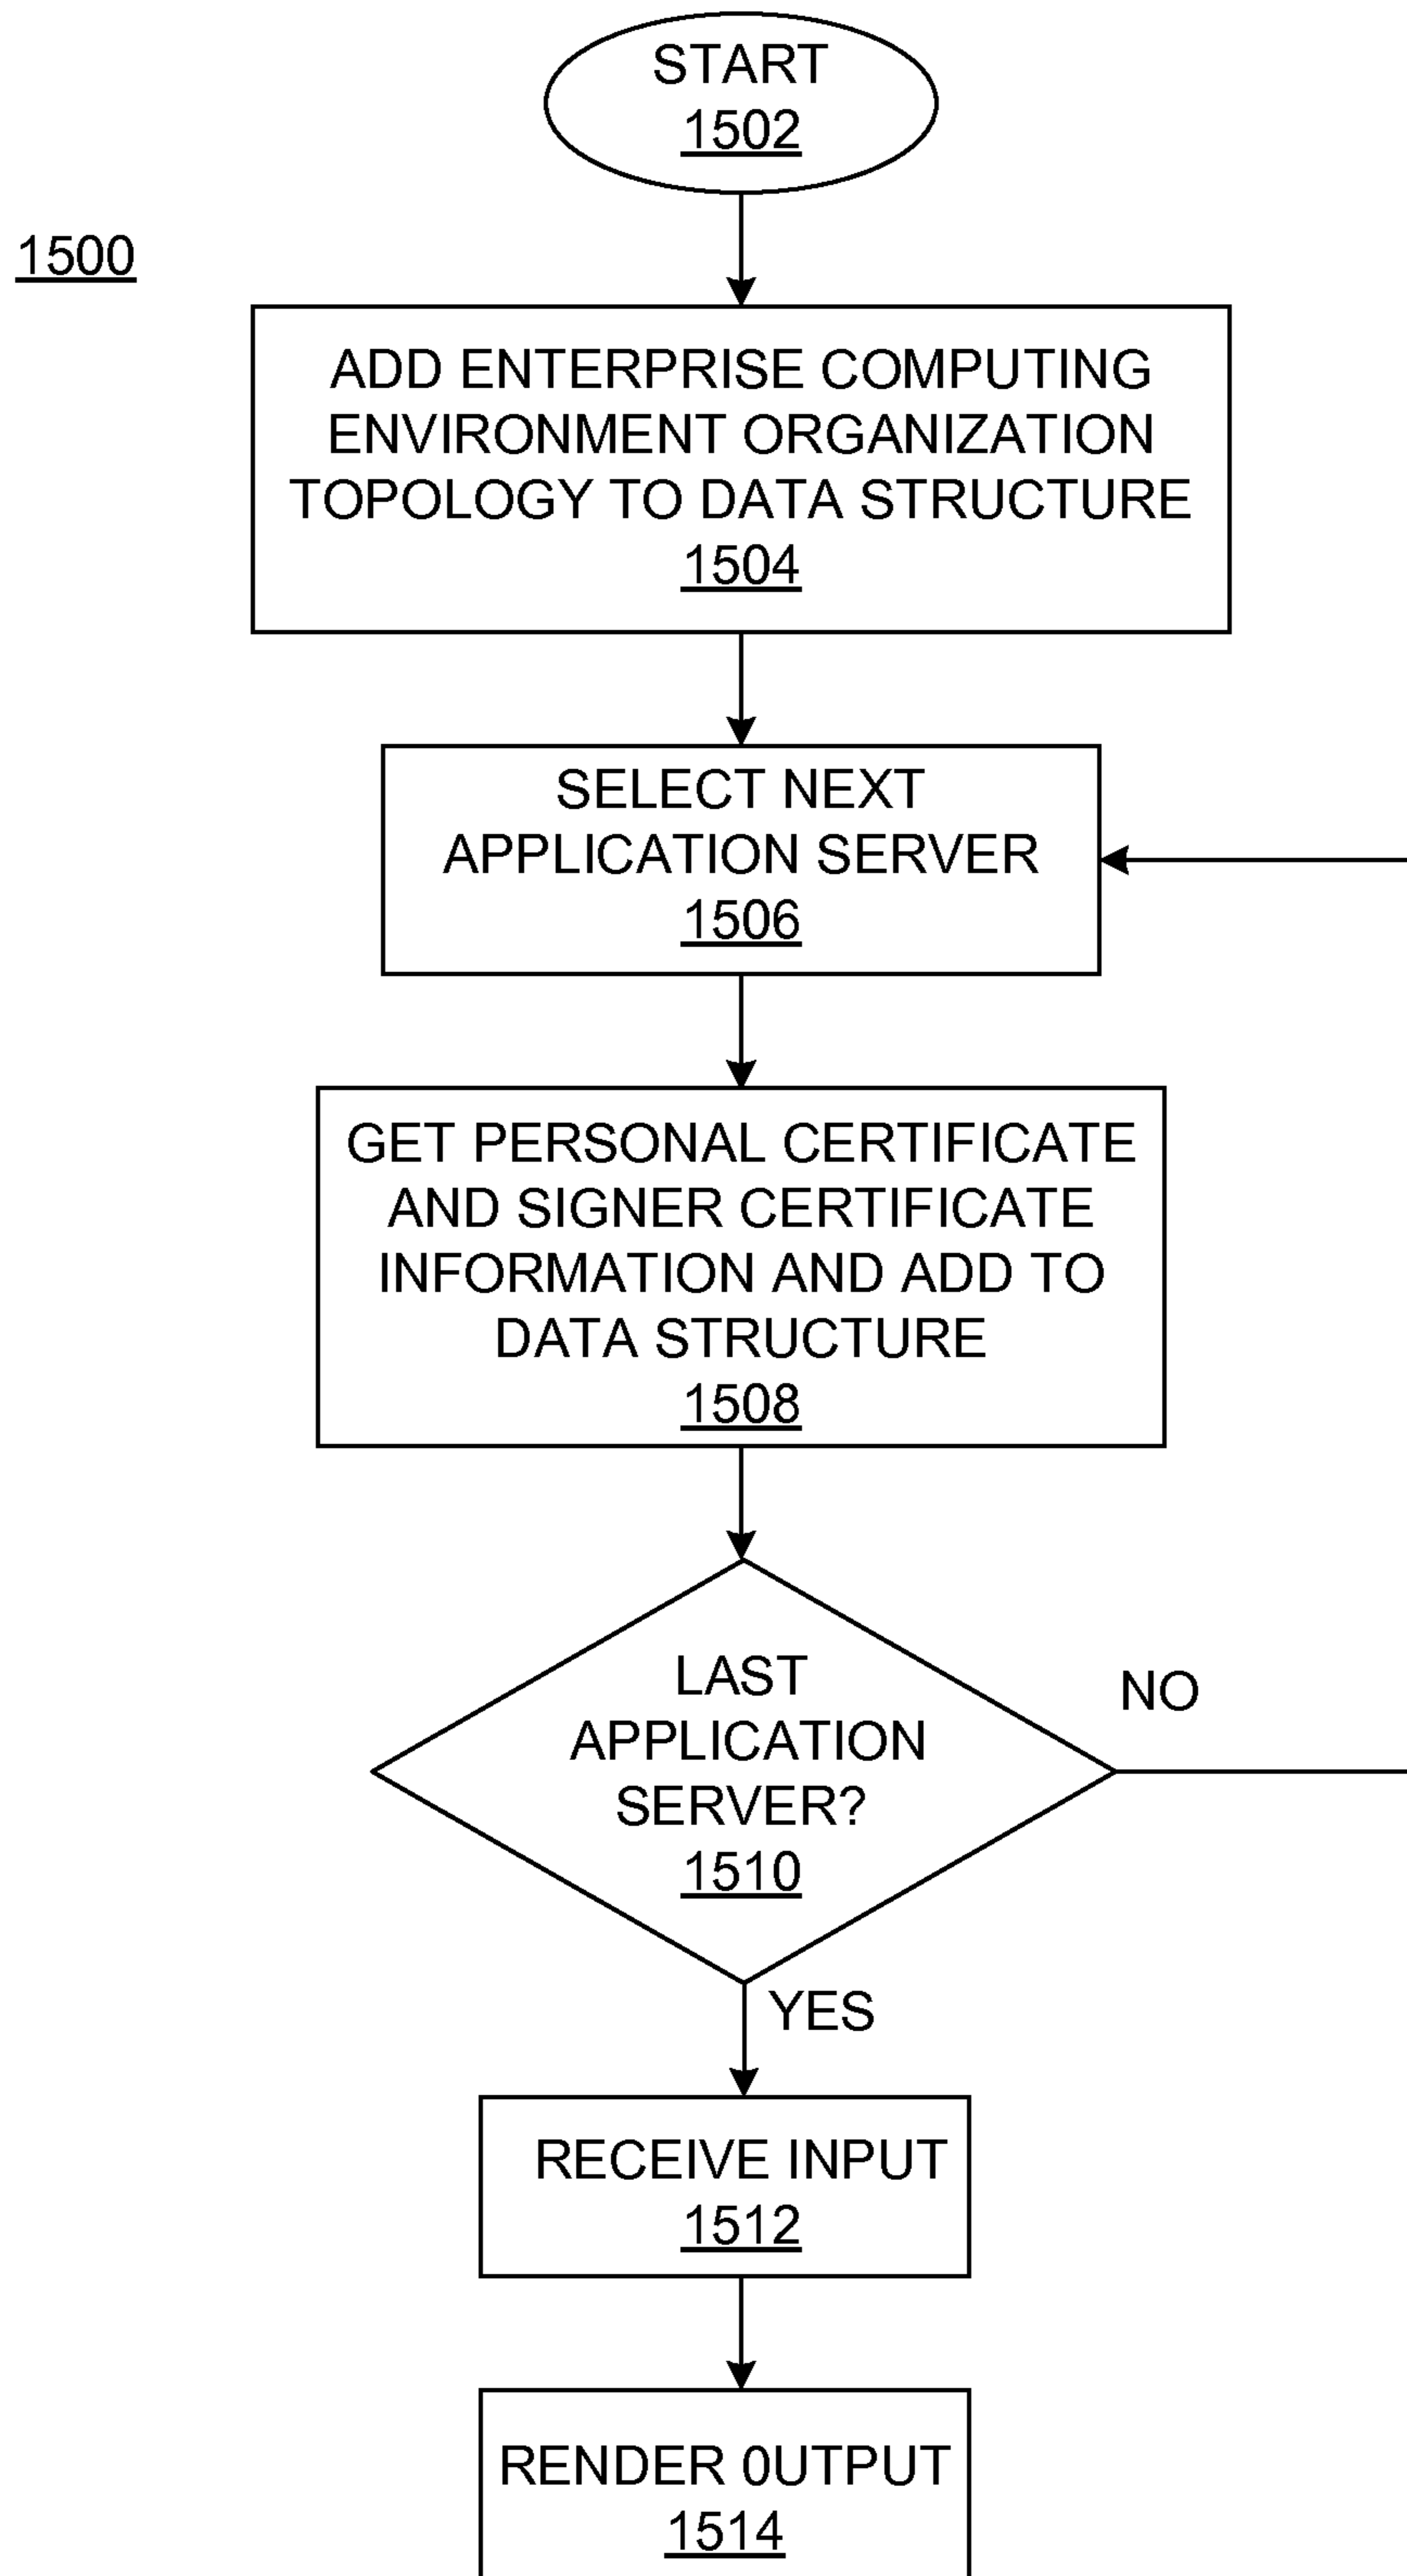 START
1502
1500
ADD ENTERPRISE COMPUTING
ENVIRONMENT ORGANIZATION
TOPOLOGY TO DATA STRUCTURE
1504
SELECT NEXT
APPLICATION SERVER
1506
GET PERSONAL CERTIFICATE
AND SIGNER CERTIFICATE
INFORMATION AND ADD TO
DATA STRUCTURE
1508
LAST
APPLICATION
SERVER?
1510
NO
YES
RECEIVE INPUT
1512
RENDER 0UTPUT
1514